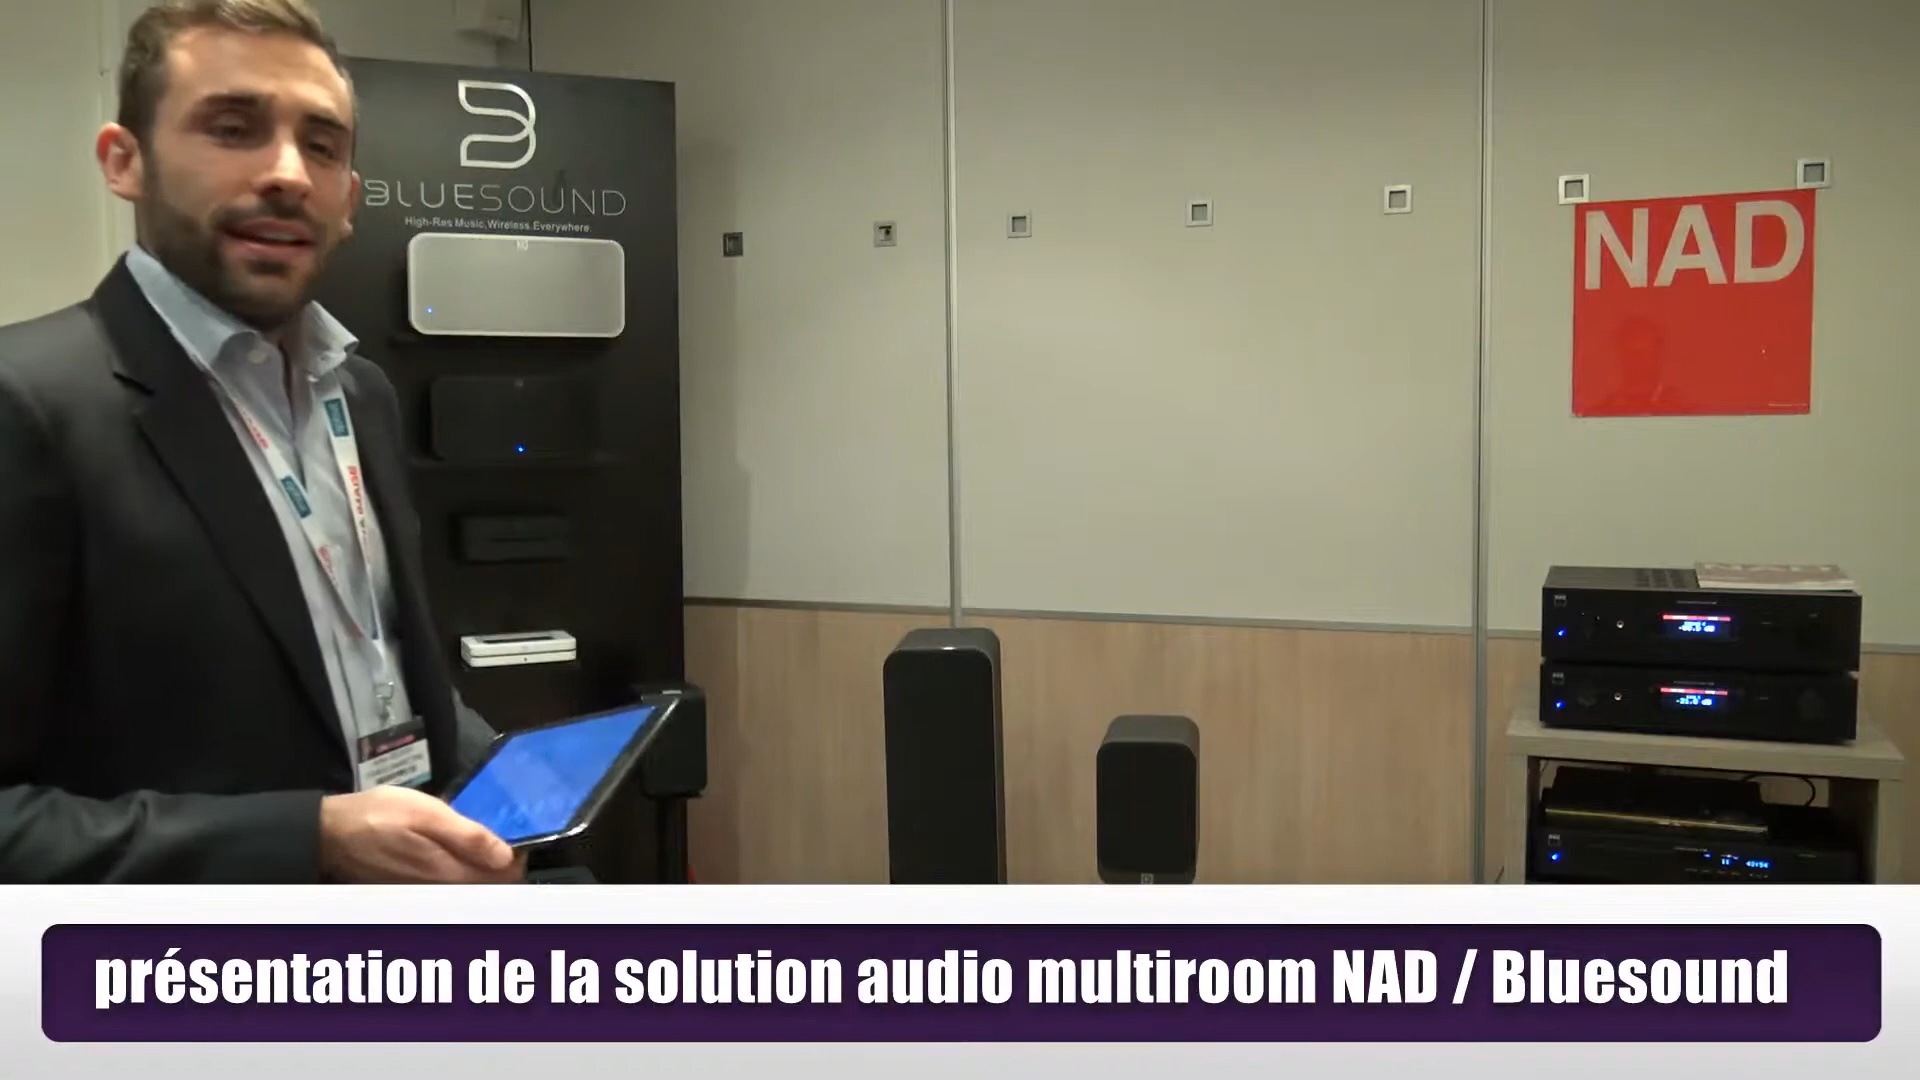 BLUESOUND
High-Res Music. Wireless. Everywhere.
NAD
présentation de la solution audio multiroom NAD / Bluesound